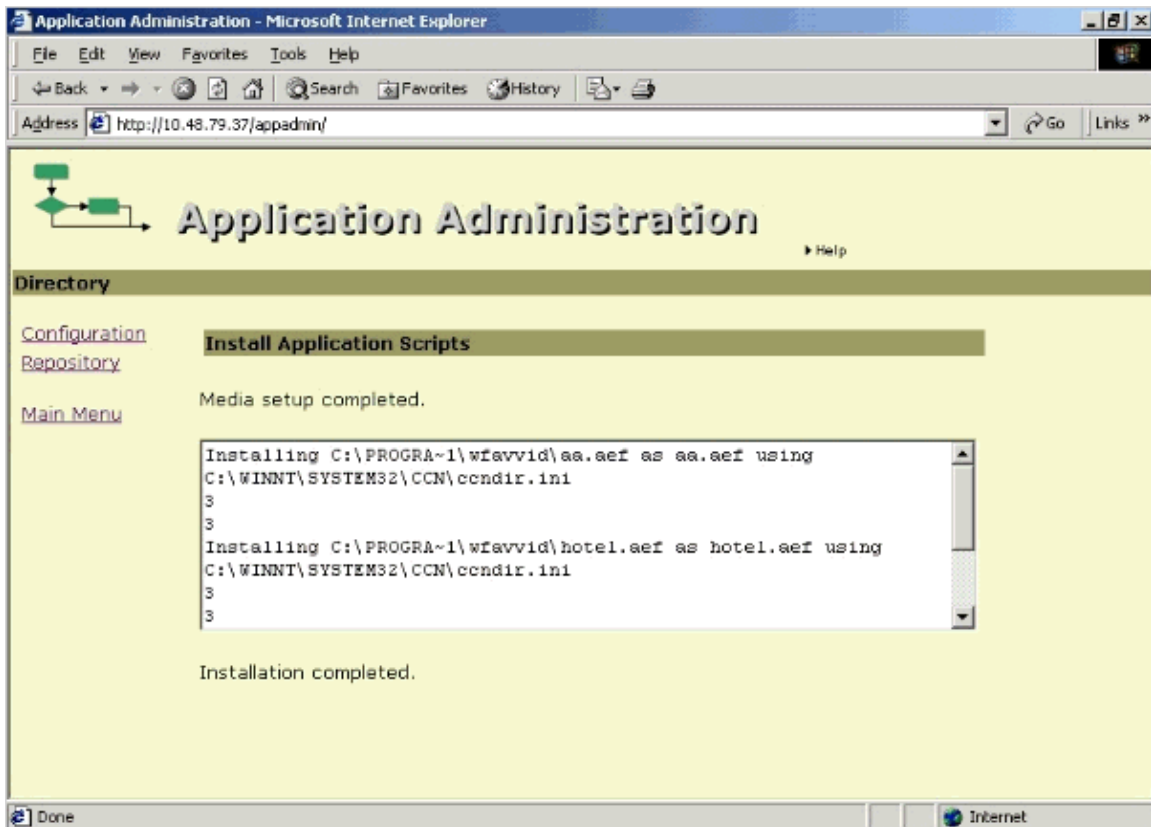 Application Administration - Microsoft Internet Explorer
File Edit View Favorites Tools Help
Back Search Favorites History
Address http://10.48.79.37/appadmin/ Go Links »
Application Administration
Help
Directory
Configuration
Repository
Main Menu
Install Application Scripts
Media setup completed.
Installing C:\PROGRA~1\wfavvid\aa.aef as aa.aef using
C:\WINNT\SYSTEM32\CCN\ccndir.ini
3
3
Installing C:\PROGRA~1\wfavvid\hotel.aef as hotel.aef using
C:\WINNT\SYSTEM32\CCN\ccndir.ini
3
3
Installation completed.
Done Internet